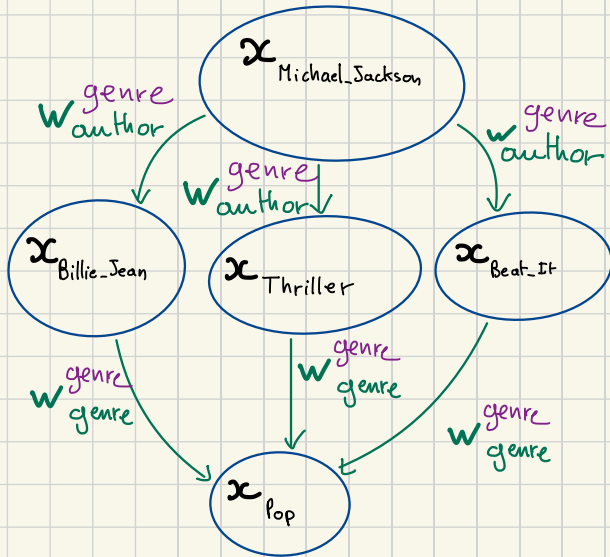 x Michael_Jackson
w genre author
w genre author
w genre author
x Billie_Jean
x Thriller
x Beat_It
w genre genre
w genre genre
w genre genre
x Pop